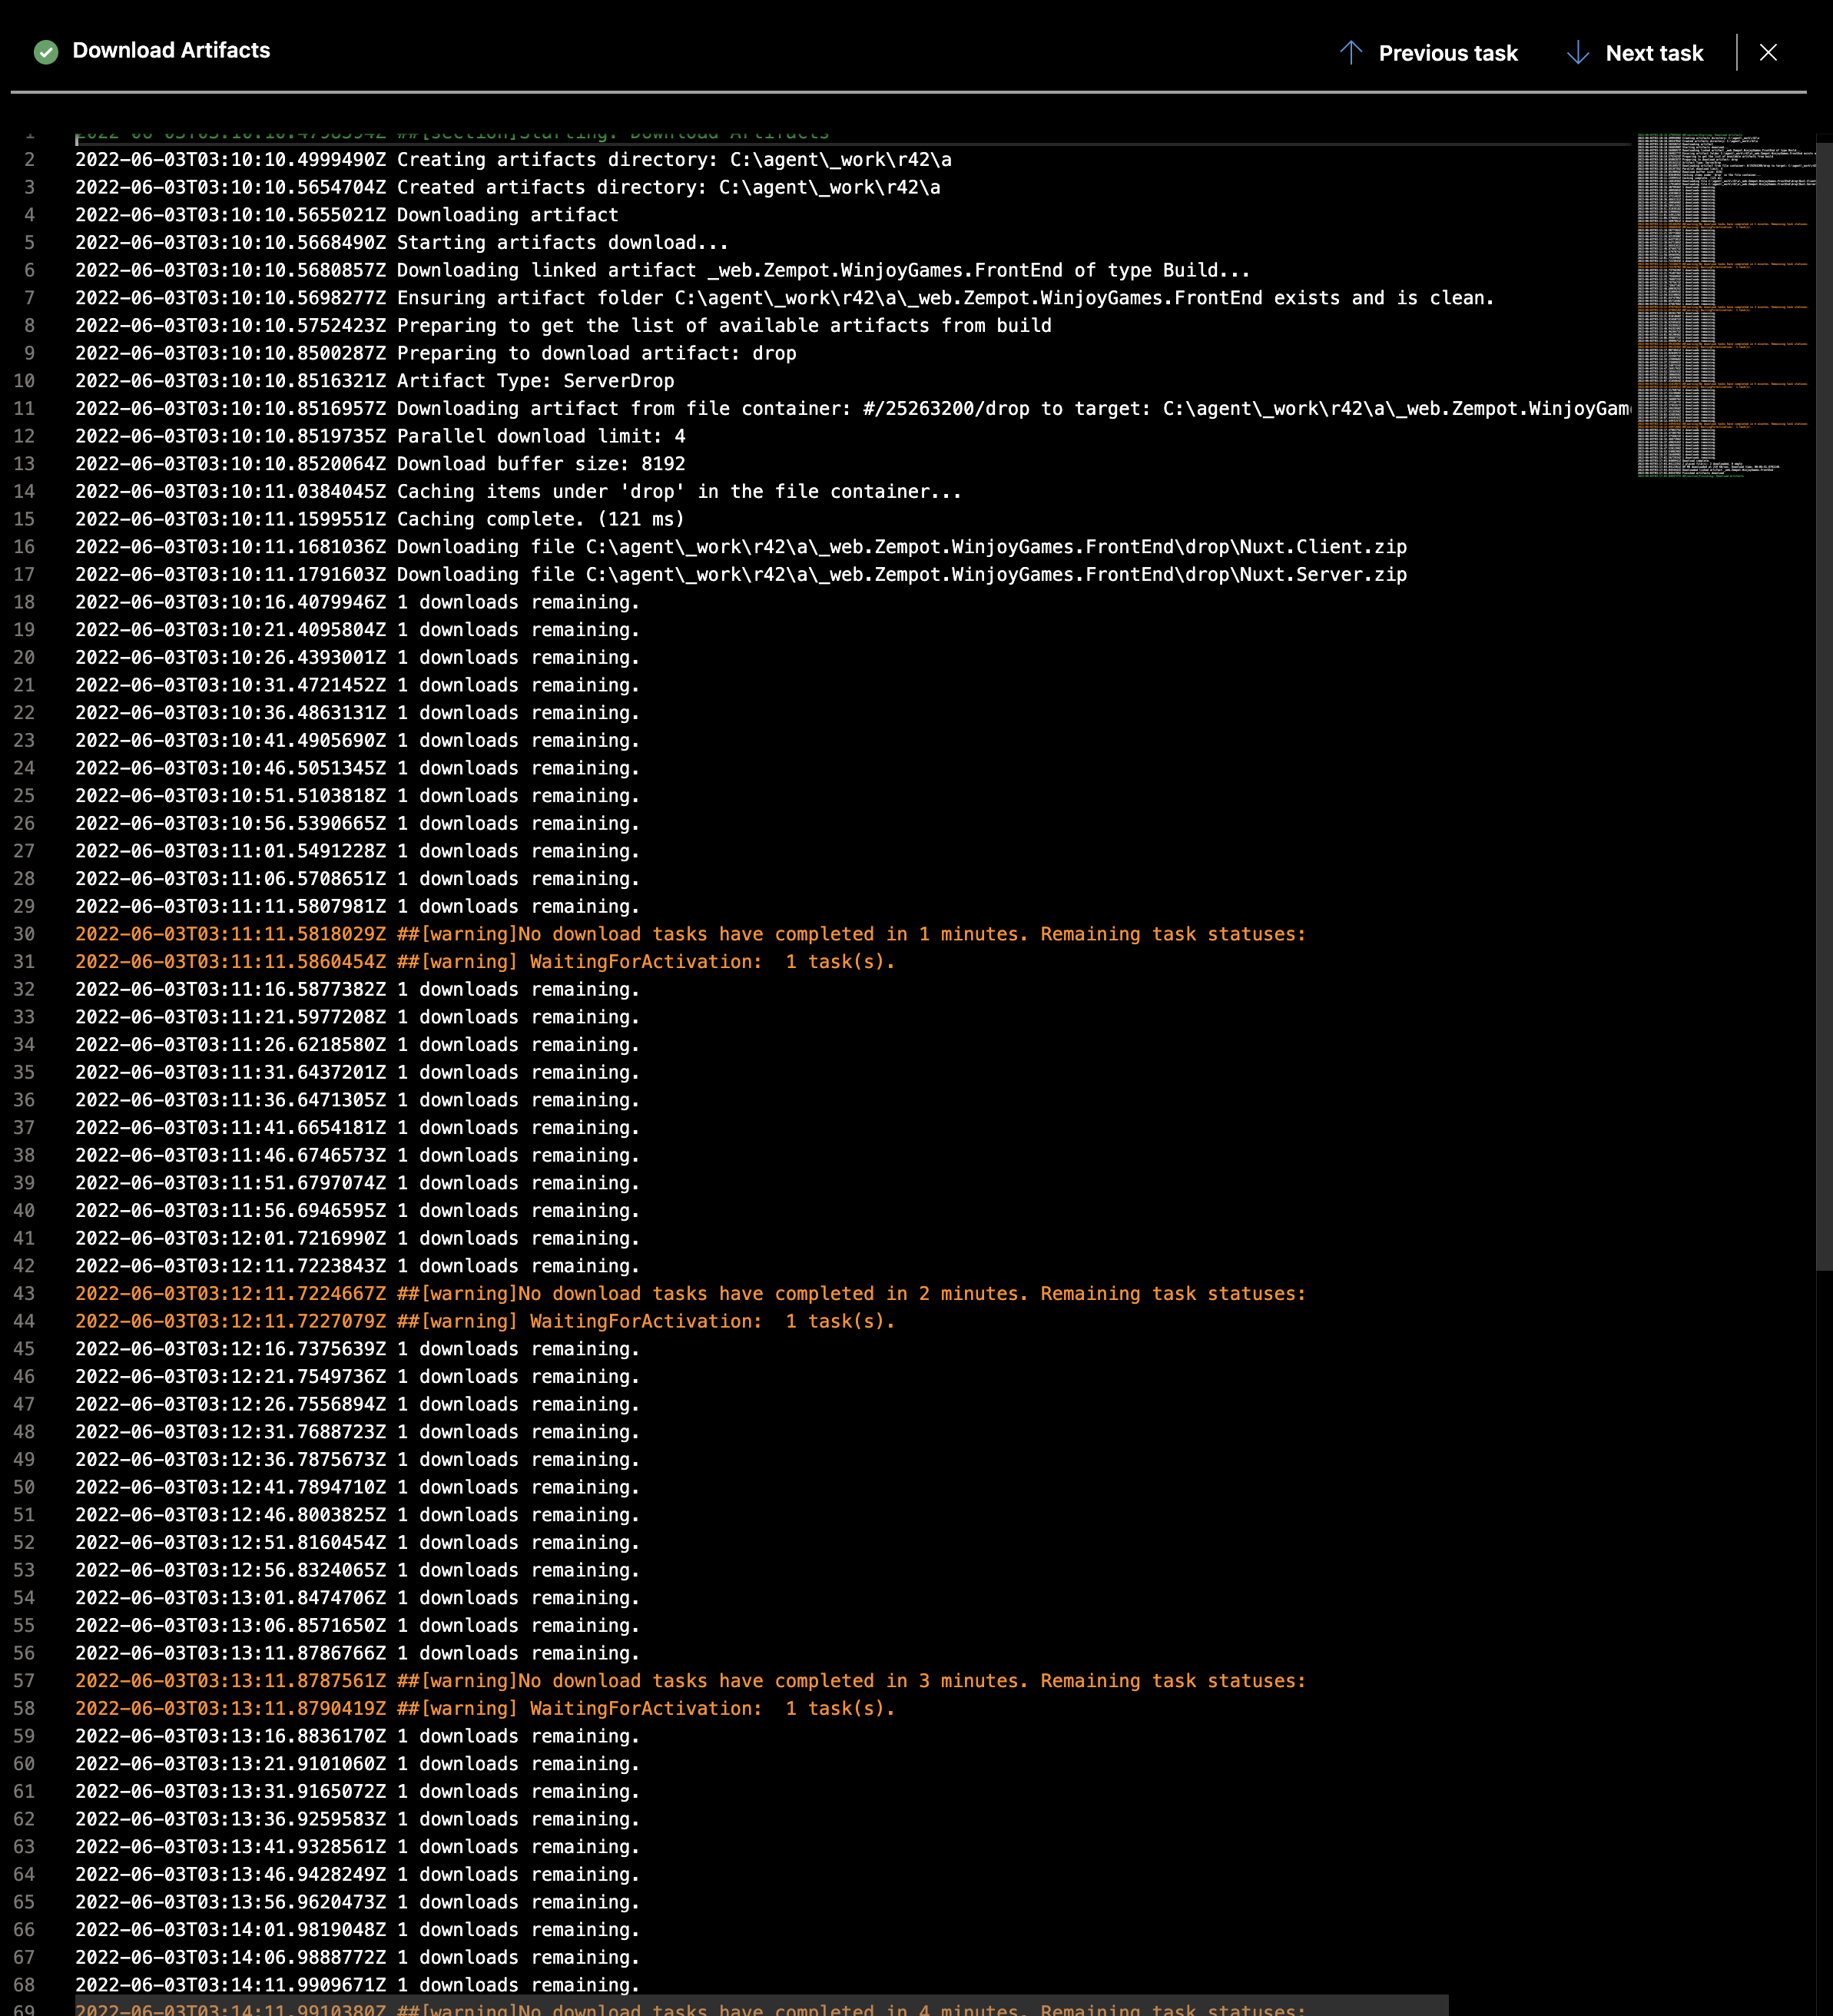 Download Artifacts
Previous task
Next task
1 2022-06-03T03:10:10.4798594Z ##[section]Starting: Download Artifacts
2 2022-06-03T03:10:10.4999490Z Creating artifacts directory: C:\agent\_work\r42\a
3 2022-06-03T03:10:10.5654704Z Created artifacts directory: C:\agent\_work\r42\a
4 2022-06-03T03:10:10.5655021Z Downloading artifact
5 2022-06-03T03:10:10.5668490Z Starting artifacts download...
6 2022-06-03T03:10:10.5680857Z Downloading linked artifact _web.Zempot.WinjoyGames.FrontEnd of type Build...
7 2022-06-03T03:10:10.5698277Z Ensuring artifact folder C:\agent\_work\r42\a\_web.Zempot.WinjoyGames.FrontEnd exists and is clean.
8 2022-06-03T03:10:10.5752423Z Preparing to get the list of available artifacts from build
9 2022-06-03T03:10:10.8500287Z Preparing to download artifact: drop
10 2022-06-03T03:10:10.8516321Z Artifact Type: ServerDrop
11 2022-06-03T03:10:10.8516957Z Downloading artifact from file container: #/25263200/drop to target: C:\agent\_work\r42\a\_web.Zempot.WinjoyGam
12 2022-06-03T03:10:10.8519735Z Parallel download limit: 4
13 2022-06-03T03:10:10.8520064Z Download buffer size: 8192
14 2022-06-03T03:10:11.0384045Z Caching items under 'drop' in the file container...
15 2022-06-03T03:10:11.1599551Z Caching complete. (121 ms)
16 2022-06-03T03:10:11.1681036Z Downloading file C:\agent\_work\r42\a\_web.Zempot.WinjoyGames.FrontEnd\drop\Nuxt.Client.zip
17 2022-06-03T03:10:11.1791603Z Downloading file C:\agent\_work\r42\a\_web.Zempot.WinjoyGames.FrontEnd\drop\Nuxt.Server.zip
18 2022-06-03T03:10:16.4079946Z 1 downloads remaining.
19 2022-06-03T03:10:21.4095804Z 1 downloads remaining.
20 2022-06-03T03:10:26.4393001Z 1 downloads remaining.
21 2022-06-03T03:10:31.4721452Z 1 downloads remaining.
22 2022-06-03T03:10:36.4863131Z 1 downloads remaining.
23 2022-06-03T03:10:41.4905690Z 1 downloads remaining.
24 2022-06-03T03:10:46.5051345Z 1 downloads remaining.
25 2022-06-03T03:10:51.5103818Z 1 downloads remaining.
26 2022-06-03T03:10:56.5390665Z 1 downloads remaining.
27 2022-06-03T03:11:01.5491228Z 1 downloads remaining.
28 2022-06-03T03:11:06.5708651Z 1 downloads remaining.
29 2022-06-03T03:11:11.5807981Z 1 downloads remaining.
30 2022-06-03T03:11:11.5818029Z ##[warning]No download tasks have completed in 1 minutes. Remaining task statuses:
31 2022-06-03T03:11:11.5860454Z ##[warning] WaitingForActivation:  1 task(s).
32 2022-06-03T03:11:16.5877382Z 1 downloads remaining.
33 2022-06-03T03:11:21.5977208Z 1 downloads remaining.
34 2022-06-03T03:11:26.6218580Z 1 downloads remaining.
35 2022-06-03T03:11:31.6437201Z 1 downloads remaining.
36 2022-06-03T03:11:36.6471305Z 1 downloads remaining.
37 2022-06-03T03:11:41.6654181Z 1 downloads remaining.
38 2022-06-03T03:11:46.6746573Z 1 downloads remaining.
39 2022-06-03T03:11:51.6797074Z 1 downloads remaining.
40 2022-06-03T03:11:56.6946595Z 1 downloads remaining.
41 2022-06-03T03:12:01.7216990Z 1 downloads remaining.
42 2022-06-03T03:12:11.7223843Z 1 downloads remaining.
43 2022-06-03T03:12:11.7224667Z ##[warning]No download tasks have completed in 2 minutes. Remaining task statuses:
44 2022-06-03T03:12:11.7227079Z ##[warning] WaitingForActivation:  1 task(s).
45 2022-06-03T03:12:16.7375639Z 1 downloads remaining.
46 2022-06-03T03:12:21.7549736Z 1 downloads remaining.
47 2022-06-03T03:12:26.7556894Z 1 downloads remaining.
48 2022-06-03T03:12:31.7688723Z 1 downloads remaining.
49 2022-06-03T03:12:36.7875673Z 1 downloads remaining.
50 2022-06-03T03:12:41.7894710Z 1 downloads remaining.
51 2022-06-03T03:12:46.8003825Z 1 downloads remaining.
52 2022-06-03T03:12:51.8160454Z 1 downloads remaining.
53 2022-06-03T03:12:56.8324065Z 1 downloads remaining.
54 2022-06-03T03:13:01.8474706Z 1 downloads remaining.
55 2022-06-03T03:13:06.8571650Z 1 downloads remaining.
56 2022-06-03T03:13:11.8786766Z 1 downloads remaining.
57 2022-06-03T03:13:11.8787561Z ##[warning]No download tasks have completed in 3 minutes. Remaining task statuses:
58 2022-06-03T03:13:11.8790419Z ##[warning] WaitingForActivation:  1 task(s).
59 2022-06-03T03:13:16.8836170Z 1 downloads remaining.
60 2022-06-03T03:13:21.9101060Z 1 downloads remaining.
61 2022-06-03T03:13:31.9165072Z 1 downloads remaining.
62 2022-06-03T03:13:36.9259583Z 1 downloads remaining.
63 2022-06-03T03:13:41.9328561Z 1 downloads remaining.
64 2022-06-03T03:13:46.9428249Z 1 downloads remaining.
65 2022-06-03T03:13:56.9620473Z 1 downloads remaining.
66 2022-06-03T03:14:01.9819048Z 1 downloads remaining.
67 2022-06-03T03:14:06.9888772Z 1 downloads remaining.
68 2022-06-03T03:14:11.9909671Z 1 downloads remaining.
69 2022-06-03T03:14:11.9910380Z ##[warning]No download tasks have completed in 4 minutes. Remaining task statuses: